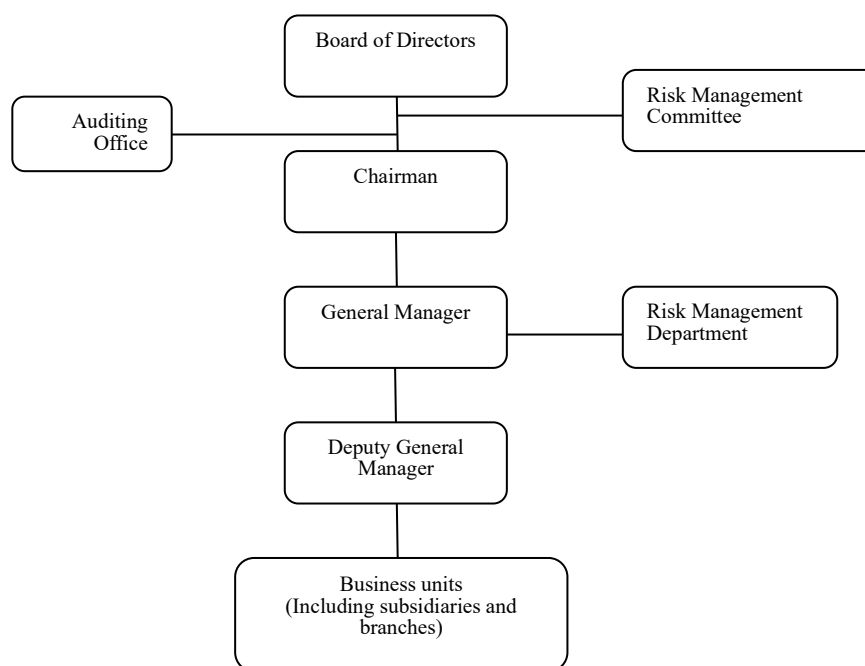 Board of Directors
Auditing
Office
Risk Management
Committee
Chairman
General Manager
Risk Management
Department
Deputy General
Manager
Business units
(Including subsidiaries and
branches)